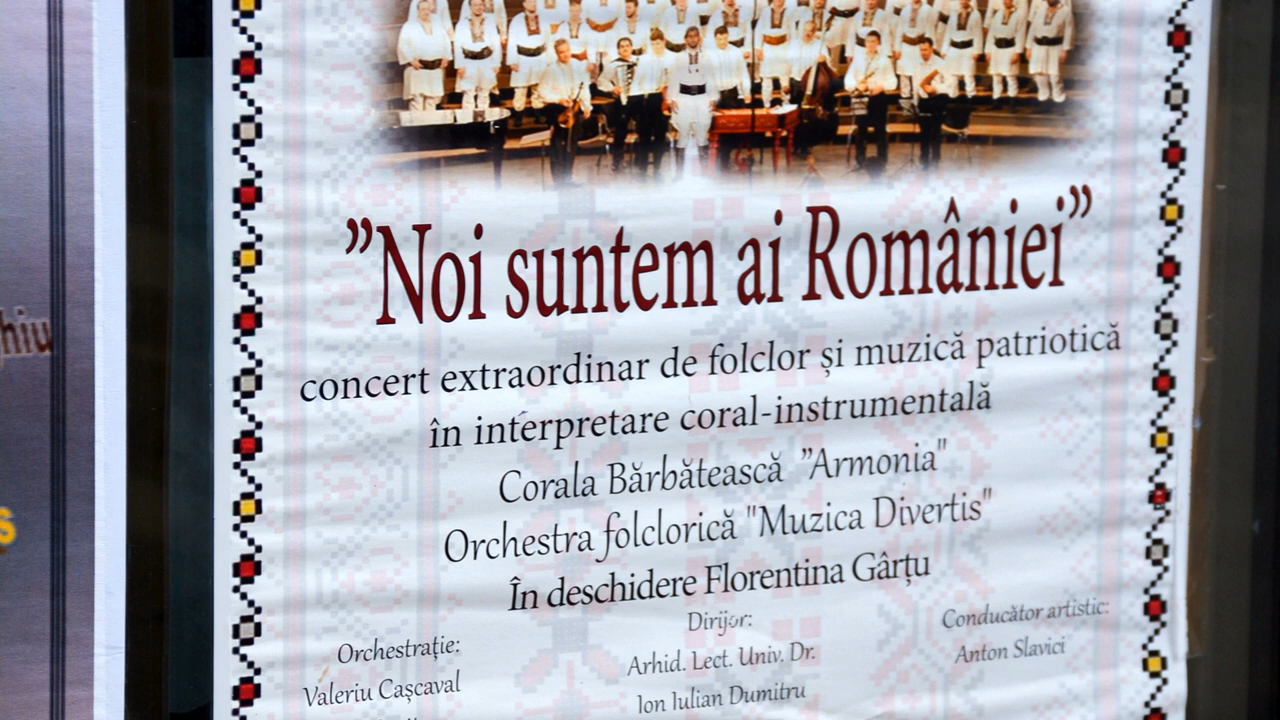 ”Noi suntem ai României”
concert extraordinar de folclor și muzică patriotică
în interpretare coral-instrumentală
Corala Bărbătească ”Armonia"
Orchestra folclorică "Muzica Divertis"
În deschidere Florentina Gârțu
Orchestrație:
Valeriu Cașcaval
Dirijor:
Arhid. Lect. Univ. Dr.
Ion Iulian Dumitru
Conducător artistic:
Anton Slavici
hiu
s